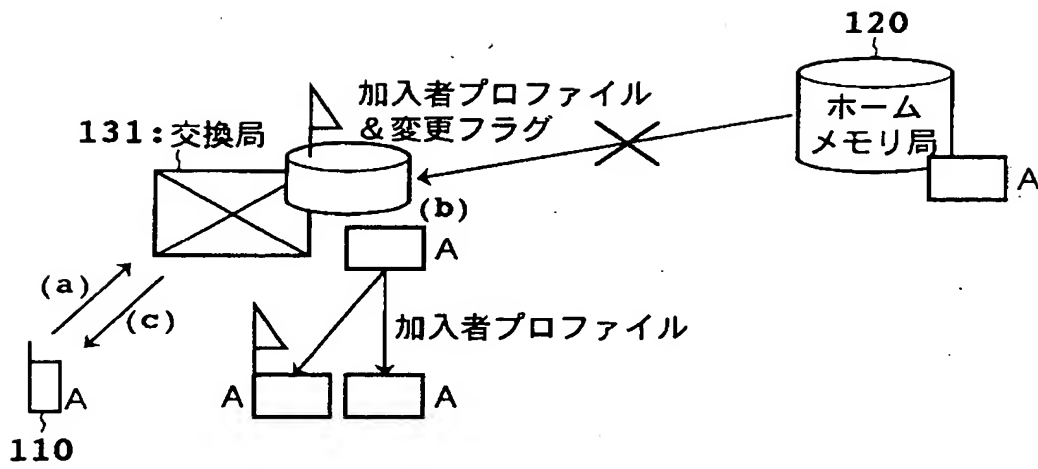 120
加入者プロファイル
&変更フラグ
ホーム
メモリ局
131:交換局
A
(b)
A
(a)
(c)
加入者プロファイル
A
A
A
110